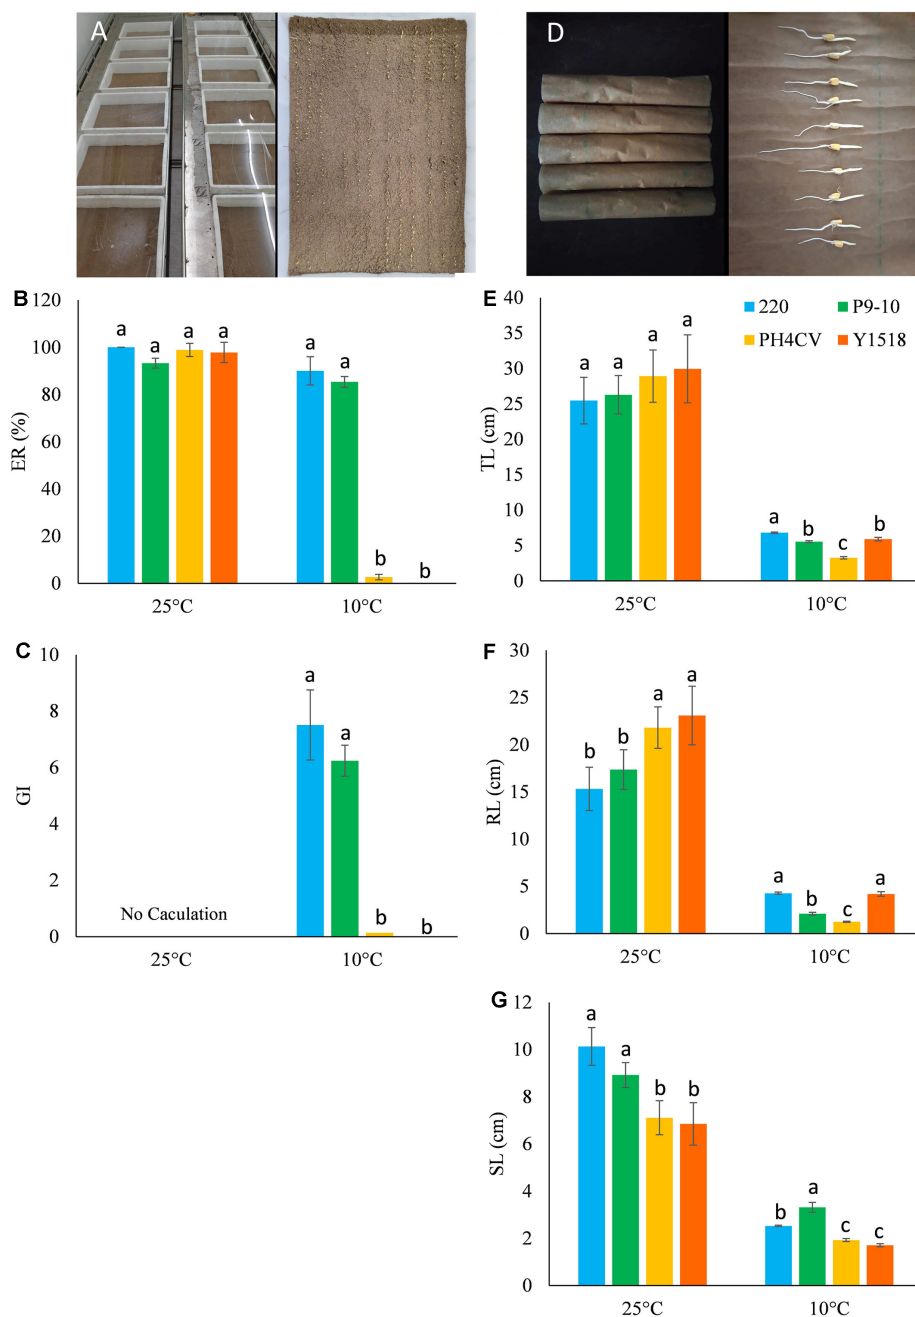 A
D
B
ER (%)
120
100
80
60
40
20
0
a a a a
a a b b
25°C 10°C
E
TL (cm)
40
35
30
25
20
15
10
5
0
220 P9-10
PH4CV Y1518
a a a a
a b c b
25°C 10°C
C
GI
10
8
6
4
2
0
No Caculation
a a b b
25°C 10°C
F
RL (cm)
30
25
20
15
10
5
0
b b a a
a b c a
25°C 10°C
G
SL (cm)
12
10
8
6
4
2
0
a a b b
b a c c
25°C 10°C